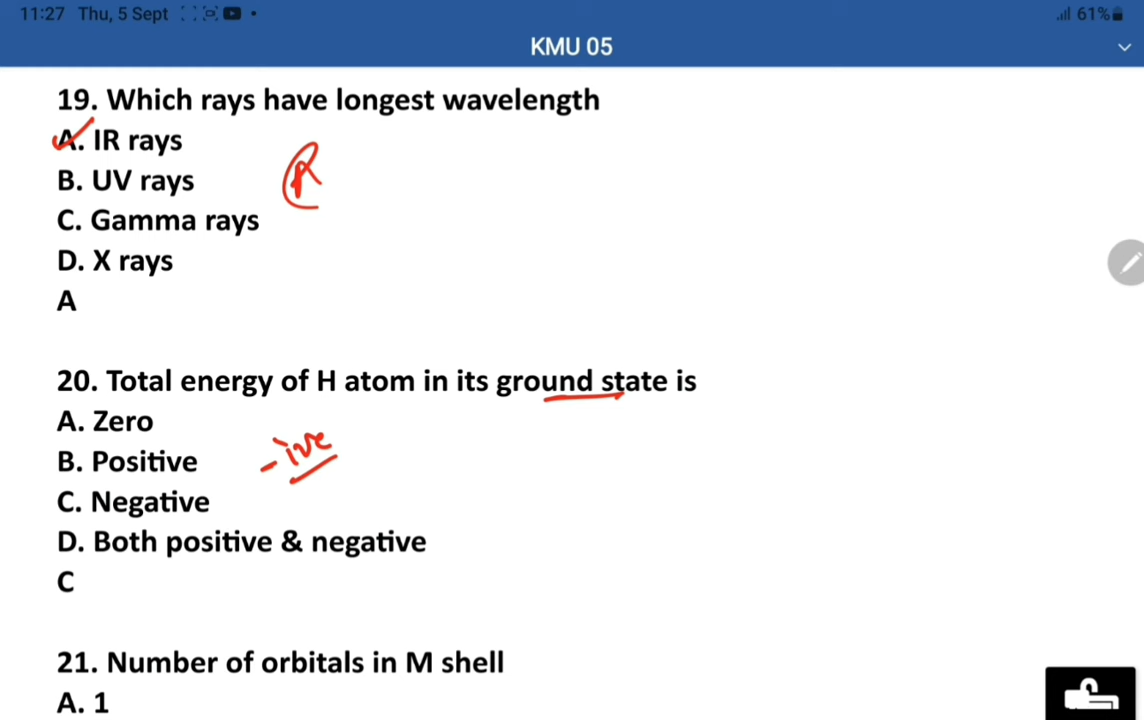 11:27 Thu, 5 Sept
61%
KMU 05
19. Which rays have longest wavelength
A. IR rays
B. UV rays
C. Gamma rays
D. X rays
A
20. Total energy of H atom in its ground state is
A. Zero
B. Positive
-ive
C. Negative
D. Both positive & negative
C
21. Number of orbitals in M shell
A. 1